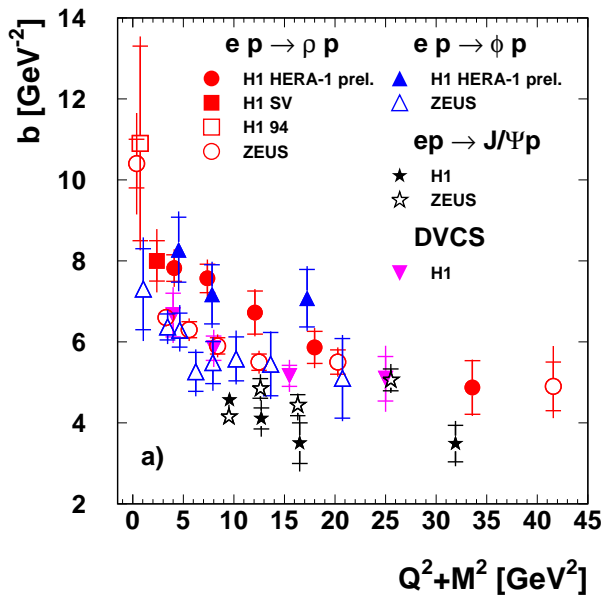 b [GeV⁻²]
14
12
10
8
6
4
2
e p → ρ p
H1 HERA-1 prel.
H1 SV
H1 94
ZEUS
e p → ϕ p
H1 HERA-1 prel.
ZEUS
ep → J/Ψp
H1
ZEUS
DVCS
H1
a)
0 5 10 15 20 25 30 35 40 45
Q²+M² [GeV²]